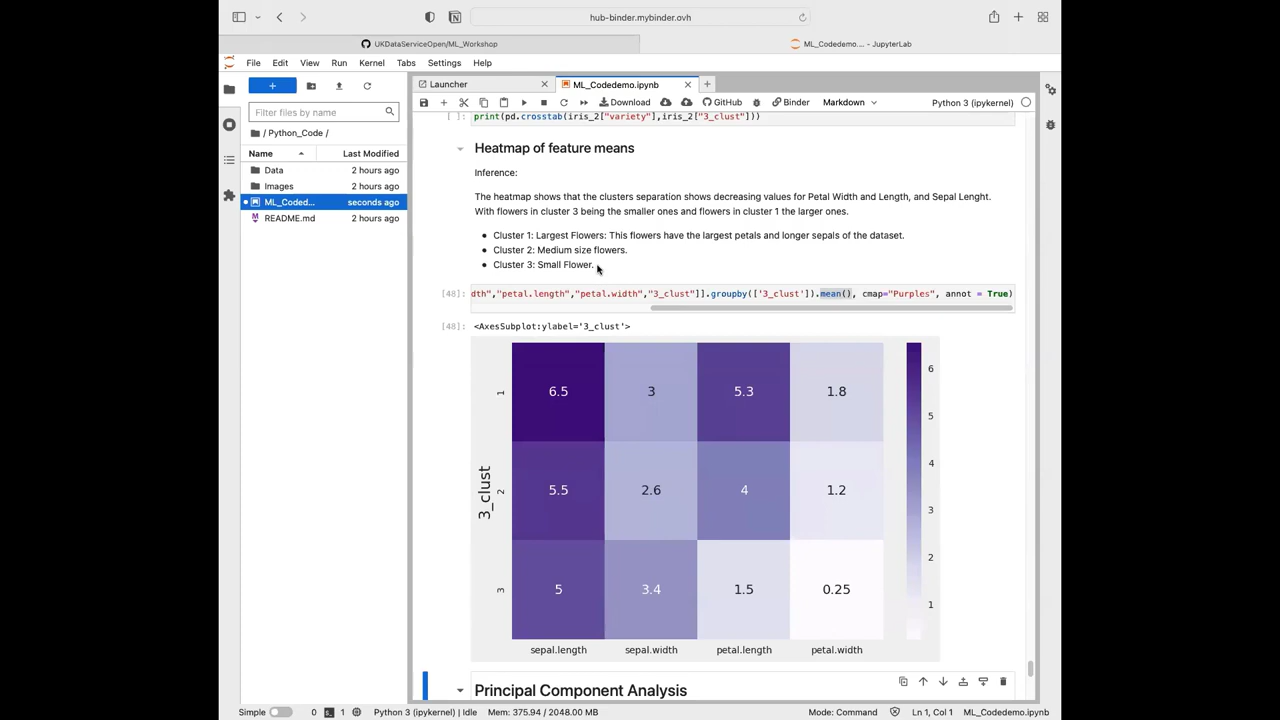 hub-binder.mybinder.ovh
UKDataServiceOpen/ML_Workshop
ML_Codedemo.... - JupyterLab
File Edit View Run Kernel Tabs Settings Help
Launcher
ML_Codedemo.ipynb
Download GitHub Binder Markdown Python 3 (ipykernel)
Filter files by name
/ Python_Code /
Name Last Modified
Data 2 hours ago
Images 2 hours ago
ML_Coded... seconds ago
README.md 2 hours ago
[ ]: print(pd.crosstab(iris_2["variety"],iris_2["3_clust"]))
Heatmap of feature means
Inference:
The heatmap shows that the clusters separation shows decreasing values for Petal Width and Length, and Sepal Lenght.
With flowers in cluster 3 being the smaller ones and flowers in cluster 1 the larger ones.
Cluster 1: Largest Flowers: This flowers have the largest petals and longer sepals of the dataset.
Cluster 2: Medium size flowers.
Cluster 3: Small Flower.
[48]: dth","petal.length","petal.width","3_clust"]].groupby(['3_clust']).mean(), cmap="Purples", annot = True)
[48]: <AxesSubplot:ylabel='3_clust'>
6
5
4
3
2
1
1 6.5 3 5.3 1.8
2 5.5 2.6 4 1.2
3 5 3.4 1.5 0.25
3_clust
sepal.length sepal.width petal.length petal.width
Principal Component Analysis
Simple 0 1 Python 3 (ipykernel) | Idle Mem: 375.94 / 2048.00 MB Mode: Command Ln 1, Col 1 ML_Codedemo.ipynb